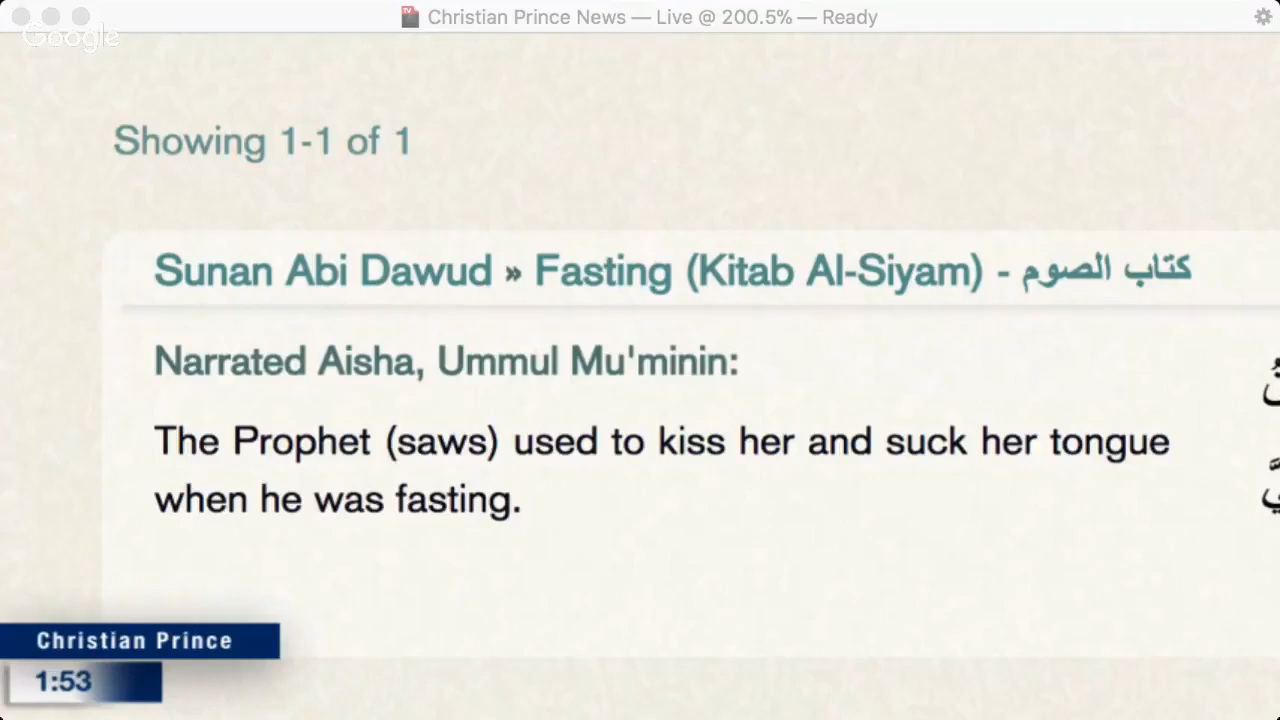 Christian Prince News — Live @ 200.5% — Ready
Google
Showing 1-1 of 1
Sunan Abi Dawud » Fasting (Kitab Al-Siyam) - كتاب الصوم
Narrated Aisha, Ummul Mu'minin:
The Prophet (saws) used to kiss her and suck her tongue
when he was fasting.
Christian Prince
1:53